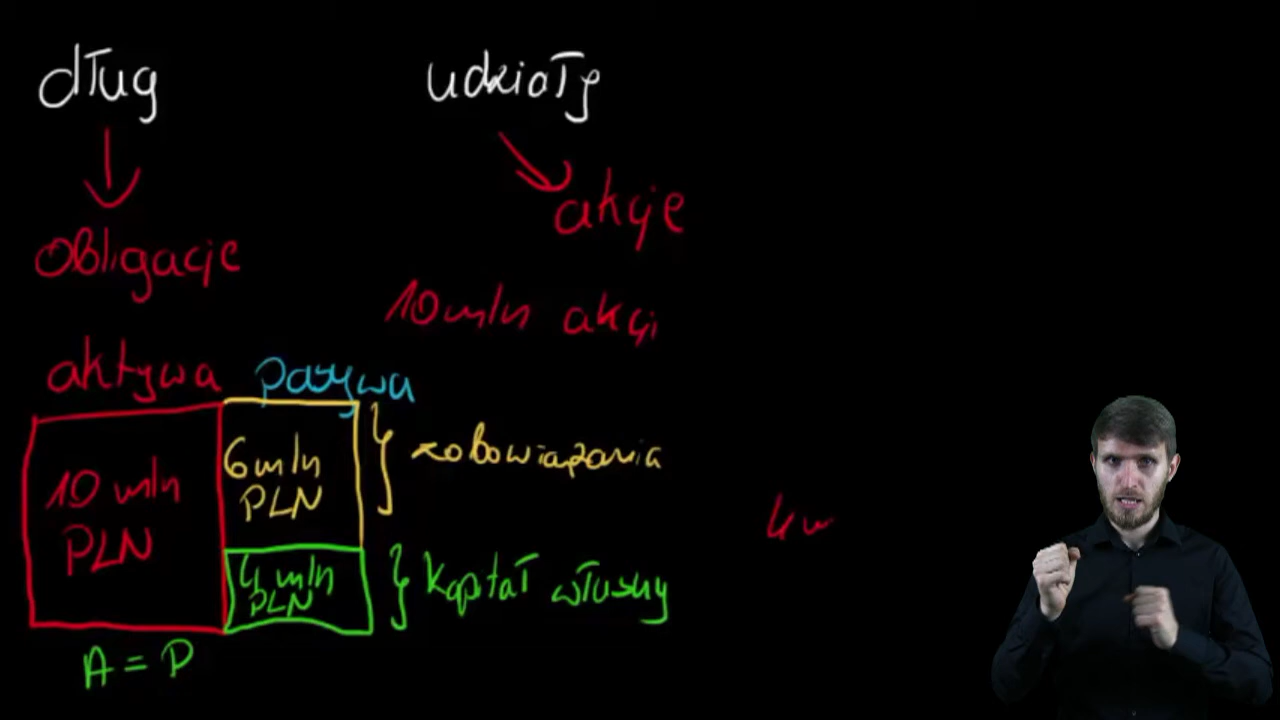 dług
udziały
akcje
obligacje
10 mln akcji
aktywa
pasywa
10 mln
PLN
6 mln
PLN
zobowiązania
4 mln
PLN
kapitał własny
4 m
A = P